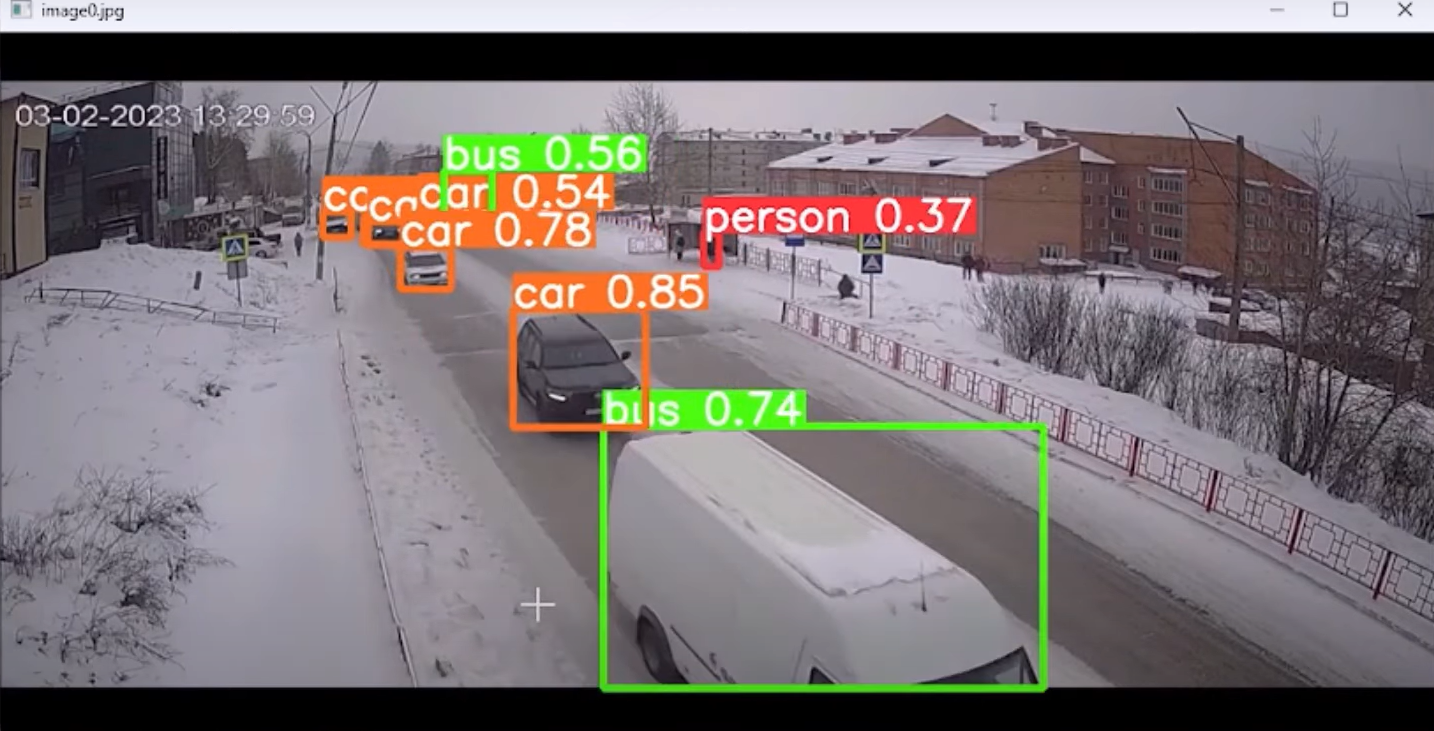 image0.jpg
03-02-2023 13:29:59
bus 0.56
car 0.54
car 0.78
person 0.37
car 0.85
bus 0.74